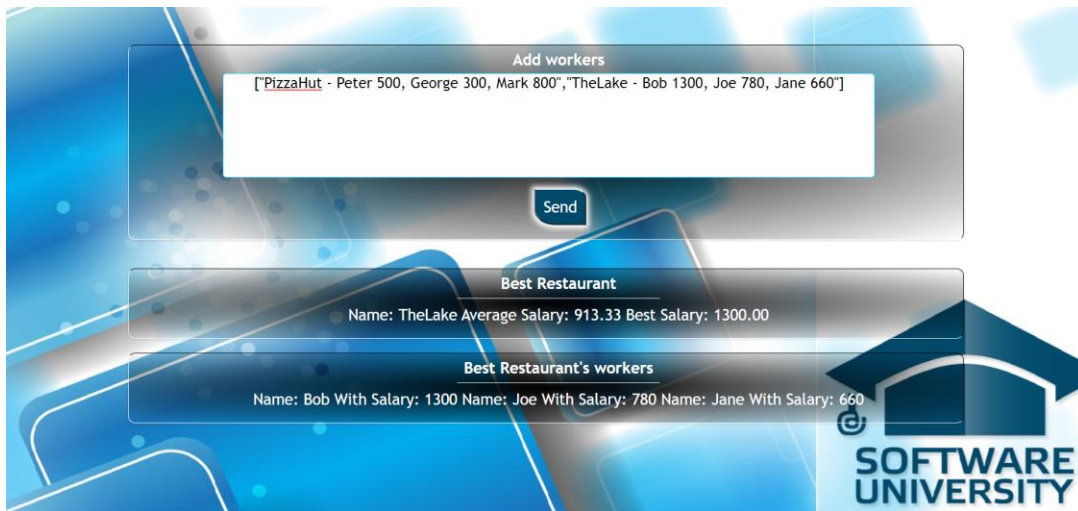 Add workers
["PizzaHut - Peter 500, George 300, Mark 800","TheLake - Bob 1300, Joe 780, Jane 660"]
Send
Best Restaurant
Name: TheLake Average Salary: 913.33 Best Salary: 1300.00
Best Restaurant's workers
Name: Bob With Salary: 1300 Name: Joe With Salary: 780 Name: Jane With Salary: 660
SOFTWARE
UNIVERSITY